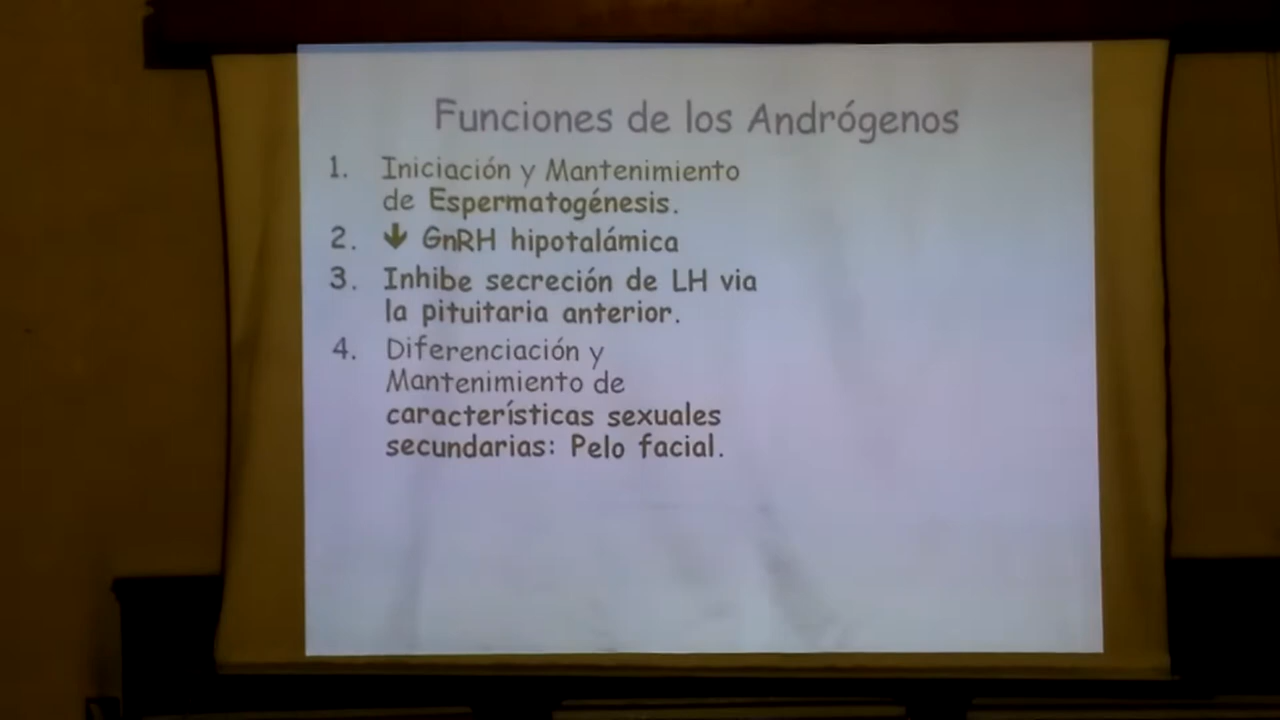 Funciones de los Andrógenos
1. Iniciación y Mantenimiento
de Espermatogénesis.
2. ↓ GnRH hipotalámica
3. Inhibe secreción de LH via
la pituitaria anterior.
4. Diferenciación y
Mantenimiento de
características sexuales
secundarias: Pelo facial.